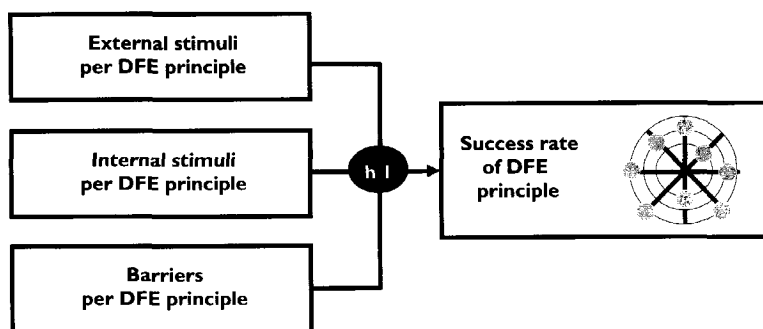 External stimuli
per DFE principle
Internal stimuli
per DFE principle
Barriers
per DFE principle
h l
Success rate
of DFE
principle